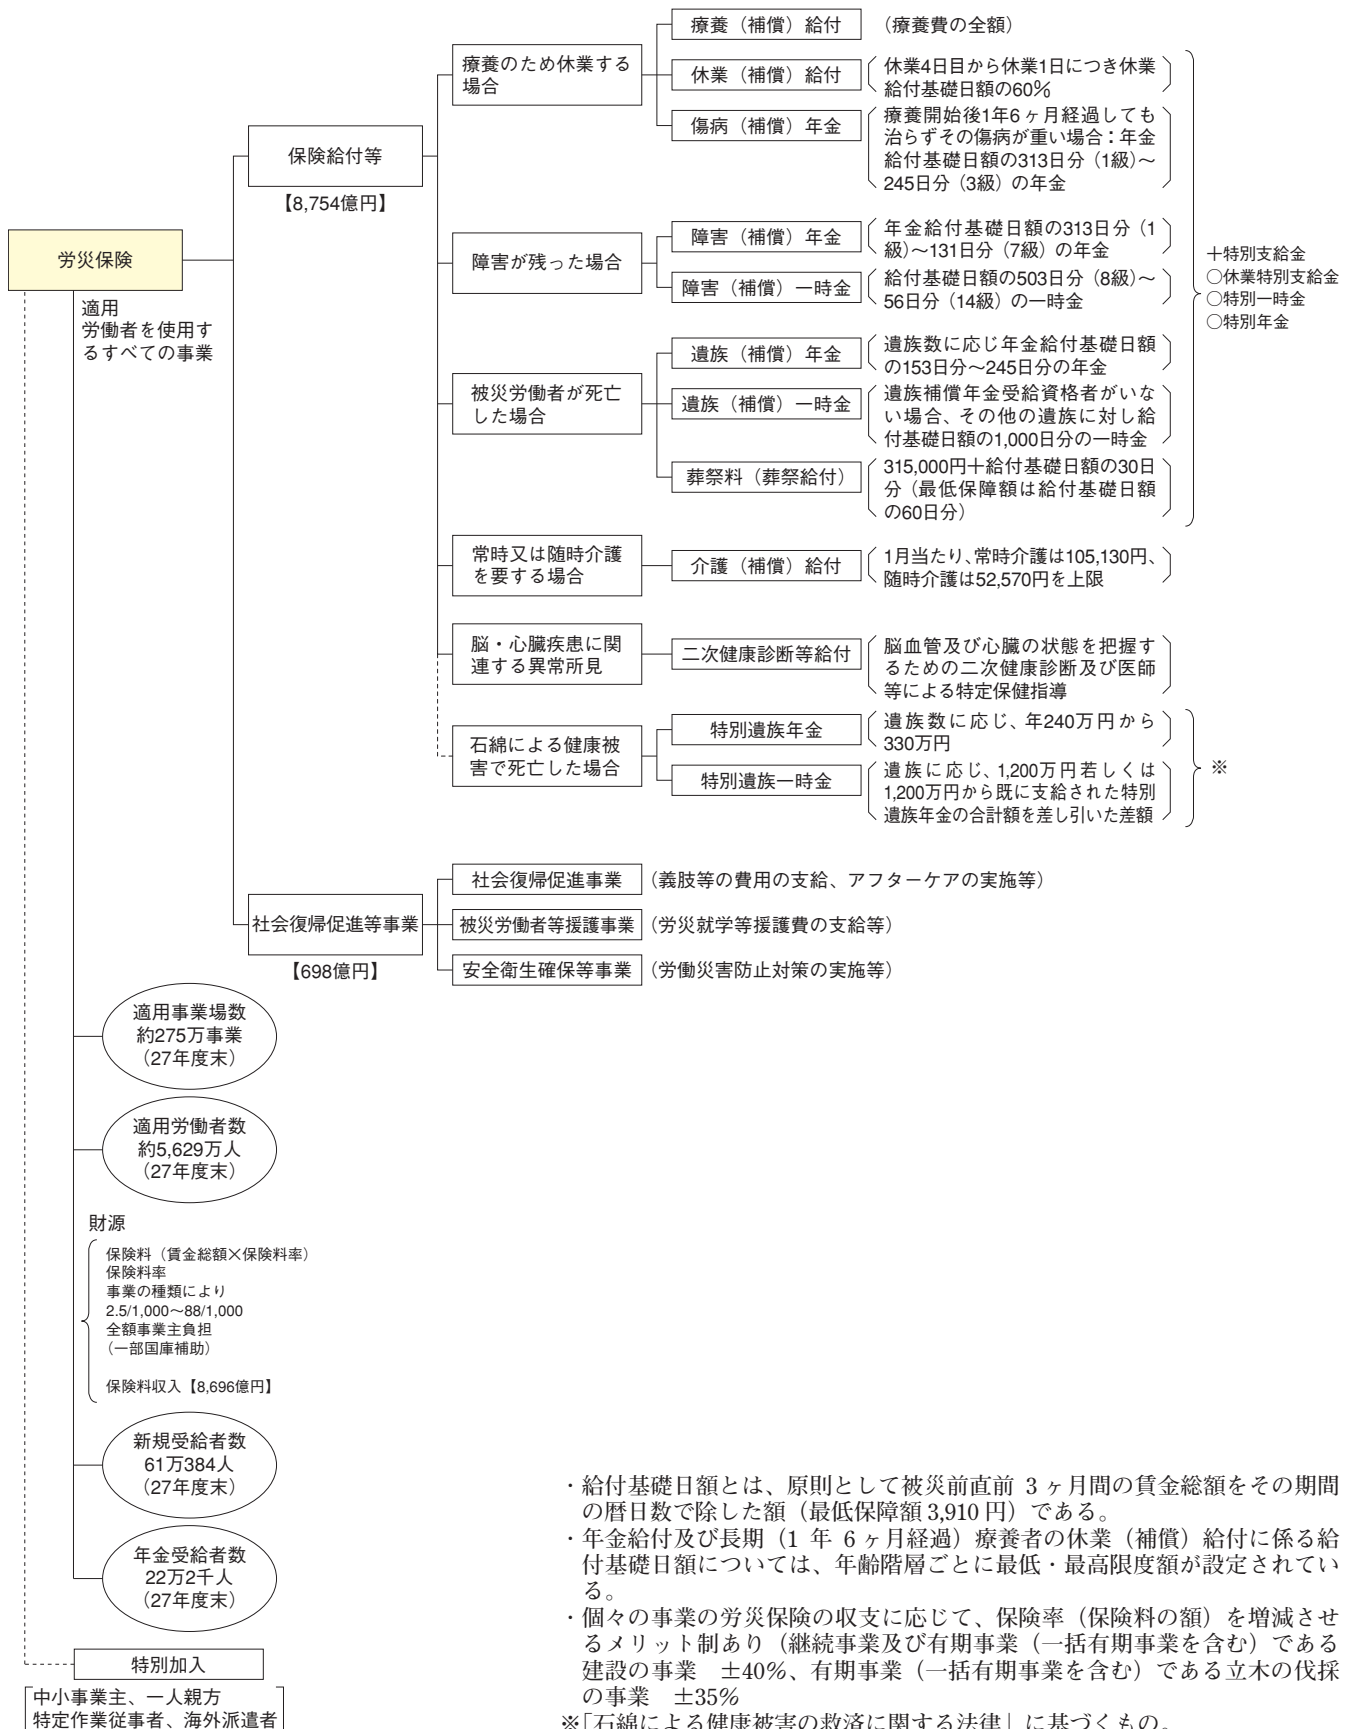 労災保険
適用
労働者を使用す
るすべての事業
保険給付等
【8,754億円】
療養のため休業する
場合
療養（補償）給付
（療養費の全額）
休業（補償）給付
休業4日目から休業1日につき休業
給付基礎日額の60％
傷病（補償）年金
療養開始後1年6ヶ月経過しても
治らずその傷病が重い場合：年金
給付基礎日額の313日分（1級）～
245日分（3級）の年金
障害が残った場合
障害（補償）年金
年金給付基礎日額の313日分（1
級）～131日分（7級）の年金
障害（補償）一時金
給付基礎日額の503日分（8級）～
56日分（14級）の一時金
被災労働者が死亡
した場合
遺族（補償）年金
遺族数に応じ年金給付基礎日額
の153日分～245日分の年金
遺族（補償）一時金
遺族補償年金受給資格者がいな
い場合、その他の遺族に対し給
付基礎日額の1,000日分の一時金
葬祭料（葬祭給付）
315,000円＋給付基礎日額の30日
分（最低保障額は給付基礎日額
の60日分）
＋特別支給金
○休業特別支給金
○特別一時金
○特別年金
常時又は随時介護
を要する場合
介護（補償）給付
1月当たり、常時介護は105,130円、
随時介護は52,570円を上限
脳・心臓疾患に関
連する異常所見
二次健康診断等給付
脳血管及び心臓の状態を把握す
るための二次健康診断及び医師
等による特定保健指導
石綿による健康被
害で死亡した場合
特別遺族年金
遺族数に応じ、年240万円から
330万円
特別遺族一時金
遺族に応じ、1,200万円若しくは
1,200万円から既に支給された特別
遺族年金の合計額を差し引いた差額
※
社会復帰促進等事業
【698億円】
社会復帰促進事業
（義肢等の費用の支給、アフターケアの実施等）
被災労働者等援護事業
（労災就学等援護費の支給等）
安全衛生確保等事業
（労働災害防止対策の実施等）
適用事業場数
約275万事業
（27年度末）
適用労働者数
約5,629万人
（27年度末）
財源
保険料（賃金総額×保険料率）
保険料率
事業の種類により
2.5/1,000～88/1,000
全額事業主負担
（一部国庫補助）
保険料収入【8,696億円】
新規受給者数
61万384人
（27年度末）
年金受給者数
22万2千人
（27年度末）
特別加入
中小事業主、一人親方
特定作業従事者、海外派遣者
・給付基礎日額とは、原則として被災前直前 3 ヶ月間の賃金総額をその期間
の暦日数で除した額（最低保障額 3,910 円）である。
・年金給付及び長期（1 年 6 ヶ月経過）療養者の休業（補償）給付に係る給
付基礎日額については、年齢階層ごとに最低・最高限度額が設定されてい
る。
・個々の事業の労災保険の収支に応じて、保険率（保険料の額）を増減させ
るメリット制あり（継続事業及び有期事業（一括有期事業を含む）である
建設の事業　±40％、有期事業（一括有期事業を含む）である立木の伐採
の事業　±35％
※「石綿による健康被害の救済に関する法律」に基づくもの。